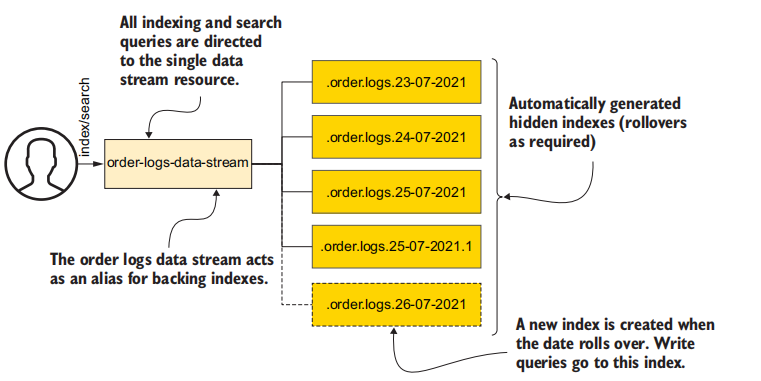 All indexing and search
queries are directed
to the single data
stream resource.
index/search
order-logs-data-stream
The order logs data stream acts
as an alias for backing indexes.
.order.logs.23-07-2021
.order.logs.24-07-2021
.order.logs.25-07-2021
.order.logs.25-07-2021.1
.order.logs.26-07-2021
Automatically generated
hidden indexes (rollovers
as required)
A new index is created when
the date rolls over. Write
queries go to this index.